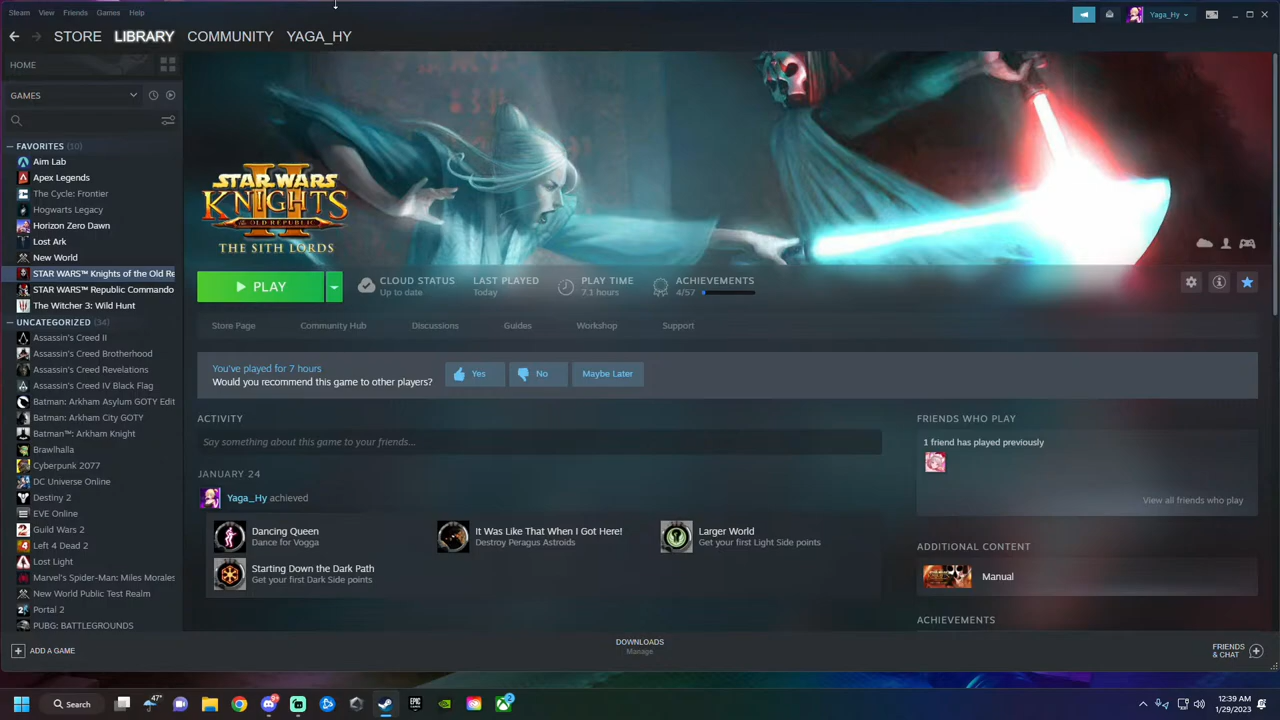 Steam View Friends Games Help
Yaga_Hy
STORE LIBRARY COMMUNITY YAGA_HY
HOME
GAMES
FAVORITES (10)
Aim Lab
Apex Legends
The Cycle: Frontier
Hogwarts Legacy
Horizon Zero Dawn
Lost Ark
New World
STAR WARS™ Knights of the Old Re
STAR WARS™ Republic Commando
The Witcher 3: Wild Hunt
UNCATEGORIZED (34)
Assassin's Creed II
Assassin's Creed Brotherhood
Assassin's Creed Revelations
Assassin's Creed IV Black Flag
Batman: Arkham Asylum GOTY Edit
Batman: Arkham City GOTY
Batman™: Arkham Knight
Brawlhalla
Cyberpunk 2077
DC Universe Online
Destiny 2
EVE Online
Guild Wars 2
Left 4 Dead 2
Lost Light
Marvel's Spider-Man: Miles Morales
New World Public Test Realm
Portal 2
PUBG: BATTLEGROUNDS
ADD A GAME
STAR WARS
KNIGHTS
II
OF THE OLD REPUBLIC
THE SITH LORDS
PLAY
CLOUD STATUS
Up to date
LAST PLAYED
Today
PLAY TIME
7.1 hours
ACHIEVEMENTS
4/57
Store Page Community Hub Discussions Guides Workshop Support
You've played for 7 hours
Would you recommend this game to other players?
Yes No Maybe Later
ACTIVITY
Say something about this game to your friends...
JANUARY 24
Yaga_Hy achieved
Dancing Queen
Dance for Vogga
It Was Like That When I Got Here!
Destroy Peragus Astroids
Larger World
Get your first Light Side points
Starting Down the Dark Path
Get your first Dark Side points
FRIENDS WHO PLAY
1 friend has played previously
View all friends who play
ADDITIONAL CONTENT
Manual
ACHIEVEMENTS
DOWNLOADS
Manage
FRIENDS
& CHAT
Search
47°
9+
EPIC
2
12:39 AM
1/29/2023